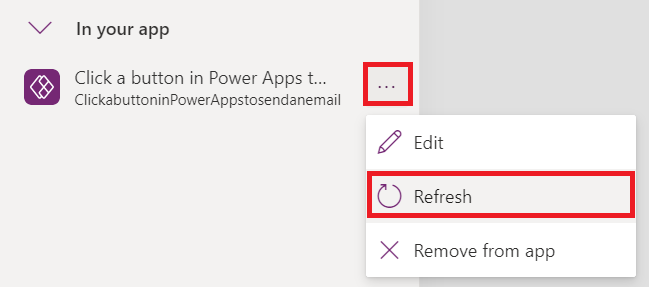 In your app
Click a button in Power Apps t...
ClickabuttoninPowerAppstosendanemail
...
Edit
Refresh
Remove from app